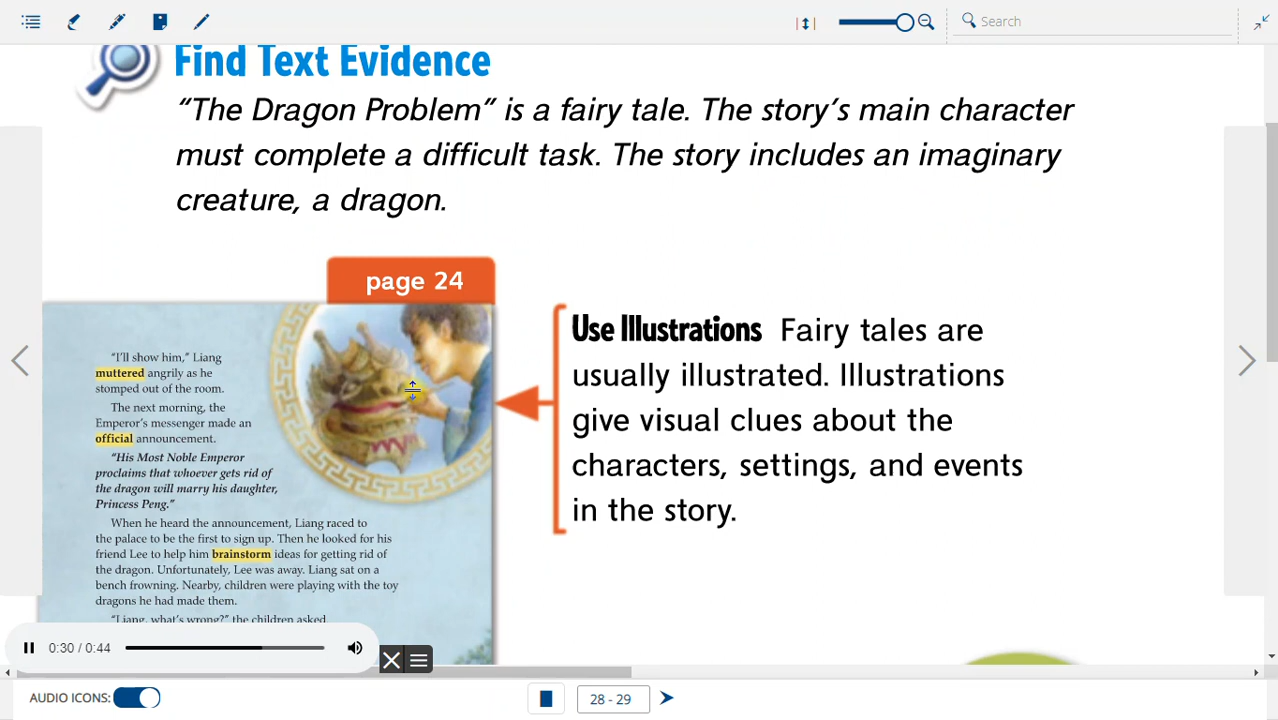 Search
Find Text Evidence
“The Dragon Problem” is a fairy tale. The story’s main character
must complete a difficult task. The story includes an imaginary
creature, a dragon.
page 24
“I’ll show him,” Liang
muttered angrily as he
stomped out of the room.
The next morning, the
Emperor’s messenger made an
official announcement.
“His Most Noble Emperor
proclaims that whoever gets rid of
the dragon will marry his daughter,
Princess Peng.”
When he heard the announcement, Liang raced to
the palace to be the first to sign up. Then he looked for his
friend Lee to help him brainstorm ideas for getting rid of
the dragon. Unfortunately, Lee was away. Liang sat on a
bench frowning. Nearby, children were playing with the toy
dragons he had made them.
“Liang, what’s wrong?” the children asked.
Use Illustrations Fairy tales are
usually illustrated. Illustrations
give visual clues about the
characters, settings, and events
in the story.
0:30 / 0:44
AUDIO ICONS:
28 - 29